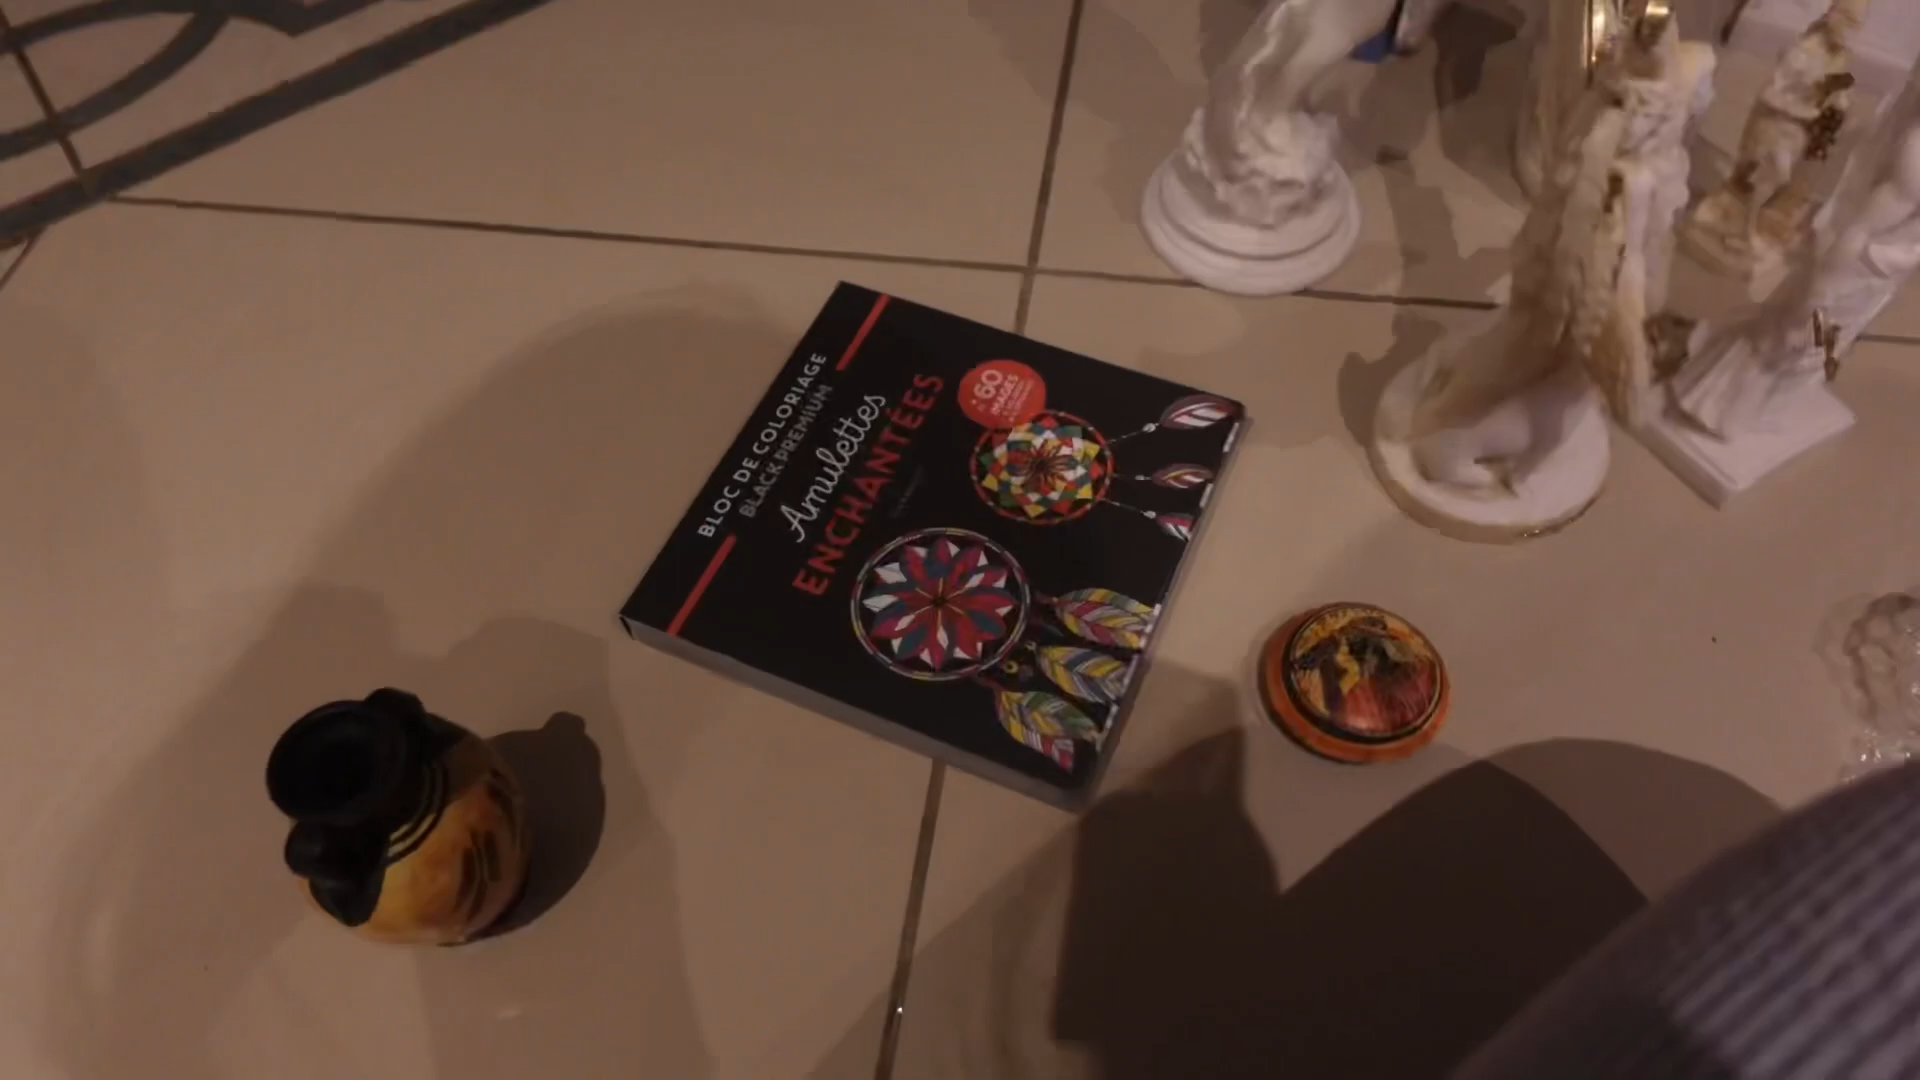 BLOC DE COLORIAGE
BLACK PREMIUM
Amulettes
ENCHANTÉES
60
IMAGES